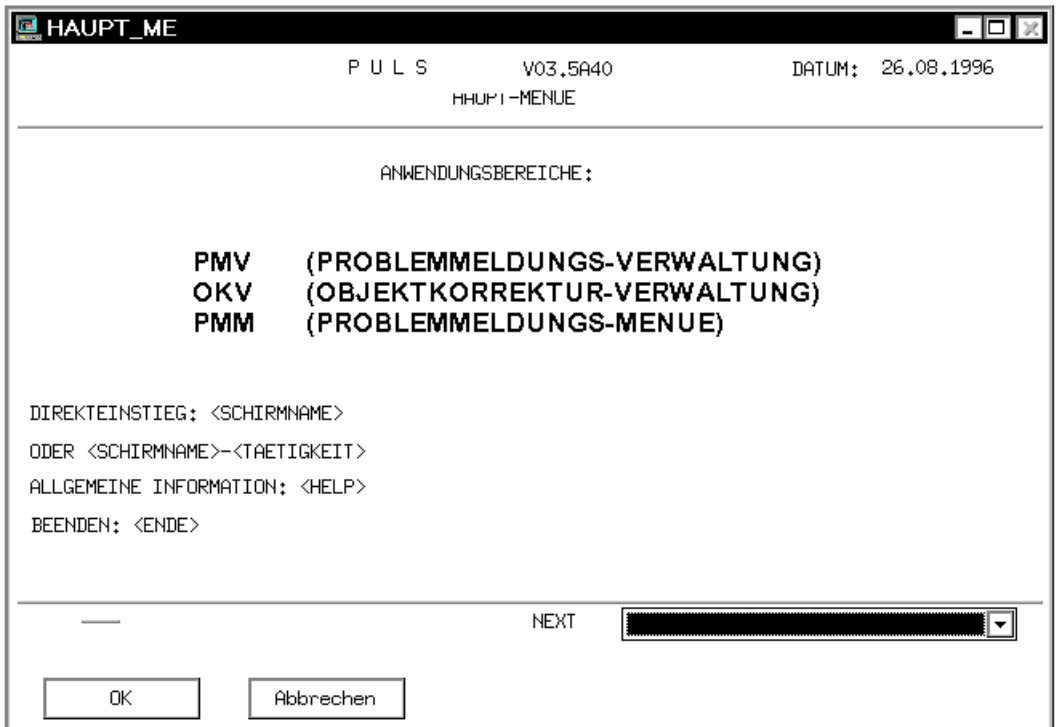 HAUPT_ME
P U L S V03.5A40 DATUM: 26.08.1996
HAUPT-MENUE
ANWENDUNGSBEREICHE:
PMV (PROBLEMMELDUNGS-VERWALTUNG)
OKV (OBJEKTKORREKTUR-VERWALTUNG)
PMM (PROBLEMMELDUNGS-MENUE)
DIREKTEINSTIEG: <SCHIRMNAME>
ODER <SCHIRMNAME>-<TAETIGKEIT>
ALLGEMEINE INFORMATION: <HELP>
BEENDEN: <ENDE>
NEXT
OK Abbrechen